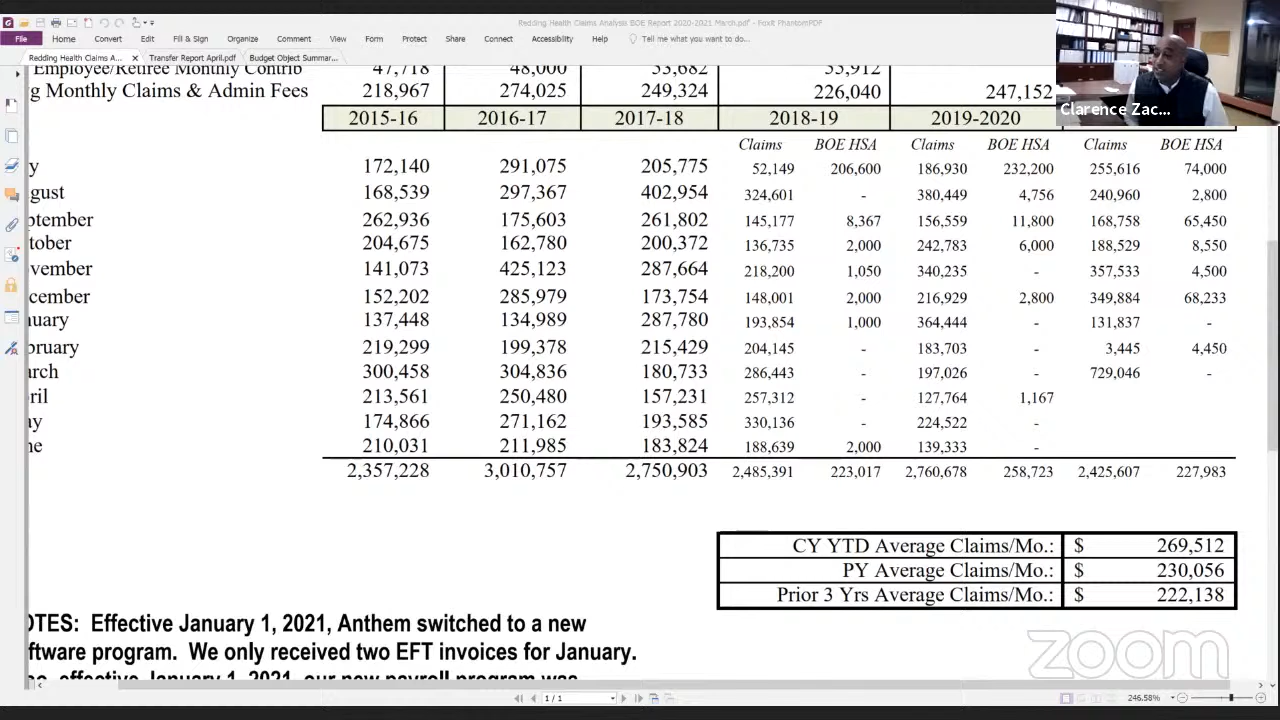 Redding Health Claims Analysis BOE Report 2020-2021 March.pdf - Foxit PhantomPDF
File Home Convert Edit Fill & Sign Organize Comment View Form Protect Share Connect Accessibility Help Tell me what you want to do...
Redding Health Claims A... × Transfer Report April.pdf Budget Object Summar...
Clarence Zac...
Employee/Retiree Monthly Contrib 47,718 48,000 53,682 55,912
g Monthly Claims & Admin Fees 218,967 274,025 249,324 226,040 247,152
2015-16 2016-17 2017-18 2018-19 2019-2020
Claims BOE HSA Claims BOE HSA Claims BOE HSA
y 172,140 291,075 205,775 52,149 206,600 186,930 232,200 255,616 74,000
gust 168,539 297,367 402,954 324,601 - 380,449 4,756 240,960 2,800
ptember 262,936 175,603 261,802 145,177 8,367 156,559 11,800 168,758 65,450
tober 204,675 162,780 200,372 136,735 2,000 242,783 6,000 188,529 8,550
vember 141,073 425,123 287,664 218,200 1,050 340,235 - 357,533 4,500
cember 152,202 285,979 173,754 148,001 2,000 216,929 2,800 349,884 68,233
uary 137,448 134,989 287,780 193,854 1,000 364,444 - 131,837 -
bruary 219,299 199,378 215,429 204,145 - 183,703 - 3,445 4,450
arch 300,458 304,836 180,733 286,443 - 197,026 - 729,046 -
ril 213,561 250,480 157,231 257,312 - 127,764 1,167
ay 174,866 271,162 193,585 330,136 - 224,522 -
ne 210,031 211,985 183,824 188,639 2,000 139,333 -
2,357,228 3,010,757 2,750,903 2,485,391 223,017 2,760,678 258,723 2,425,607 227,983
CY YTD Average Claims/Mo.: $ 269,512
PY Average Claims/Mo.: $ 230,056
Prior 3 Yrs Average Claims/Mo.: $ 222,138
OTES: Effective January 1, 2021, Anthem switched to a new
ftware program. We only received two EFT invoices for January.
effective January 1, 2021, our new payroll program was
zoom
1 / 1
246.58%